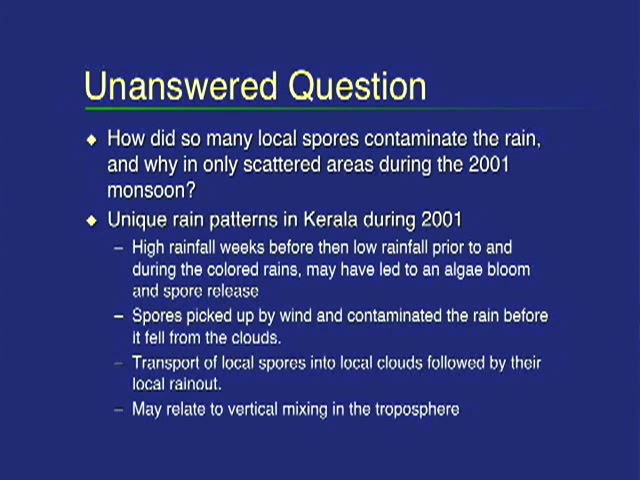 Unanswered Question
How did so many local spores contaminate the rain,
and why in only scattered areas during the 2001
monsoon?
Unique rain patterns in Kerala during 2001
– High rainfall weeks before then low rainfall prior to and
during the colored rains, may have led to an algae bloom
and spore release
– Spores picked up by wind and contaminated the rain before
it fell from the clouds.
– Transport of local spores into local clouds followed by their
local rainout.
– May relate to vertical mixing in the troposphere